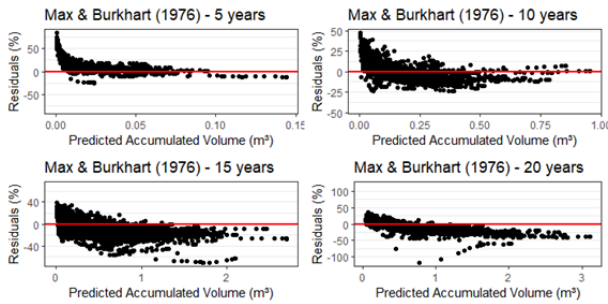 Max & Burkhart (1976) - 5 years
Residuals (%)
50
0
-50
0.00
0.05
0.10
0.15
Predicted Accumulated Volume (m³)
Max & Burkhart (1976) - 10 years
Residuals (%)
50
25
0
-25
-50
0.00
0.25
0.50
0.75
1.00
Predicted Accumulated Volume (m³)
Max & Burkhart (1976) - 15 years
Residuals (%)
40
0
-40
0
1
2
Predicted Accumulated Volume (m³)
Max & Burkhart (1976) - 20 years
Residuals (%)
100
50
0
-50
-100
0
1
2
3
Predicted Accumulated Volume (m³)